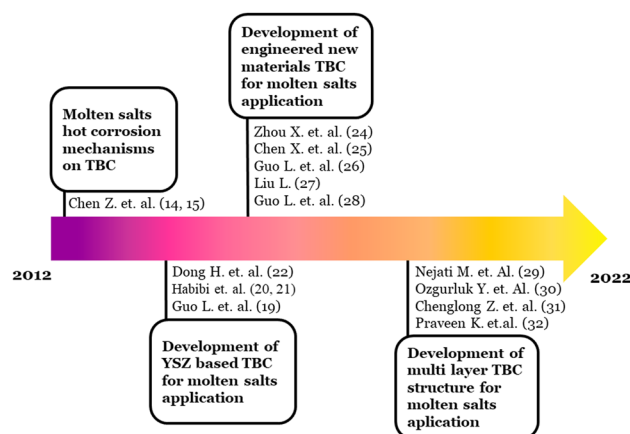 Development of
engineered new
materials TBC
for molten salts
application
Molten salts
hot corrosion
mechanisms
on TBC
Zhou X. et. al. (24)
Chen X. et. al. (25)
Guo L. et. al. (26)
Liu L. (27)
Guo L. et. al. (28)
Chen Z. et. al. (14, 15)
2012
2022
Dong H. et. al. (22)
Habibi et. al. (20, 21)
Guo L. et. al. (19)
Nejati M. et. Al. (29)
Ozgurluk Y. et. Al. (30)
Chenglong Z. et. al. (31)
Praveen K. et.al. (32)
Development of
YSZ based TBC
for molten salts
application
Development of
multi layer TBC
structure for
molten salts
aplication